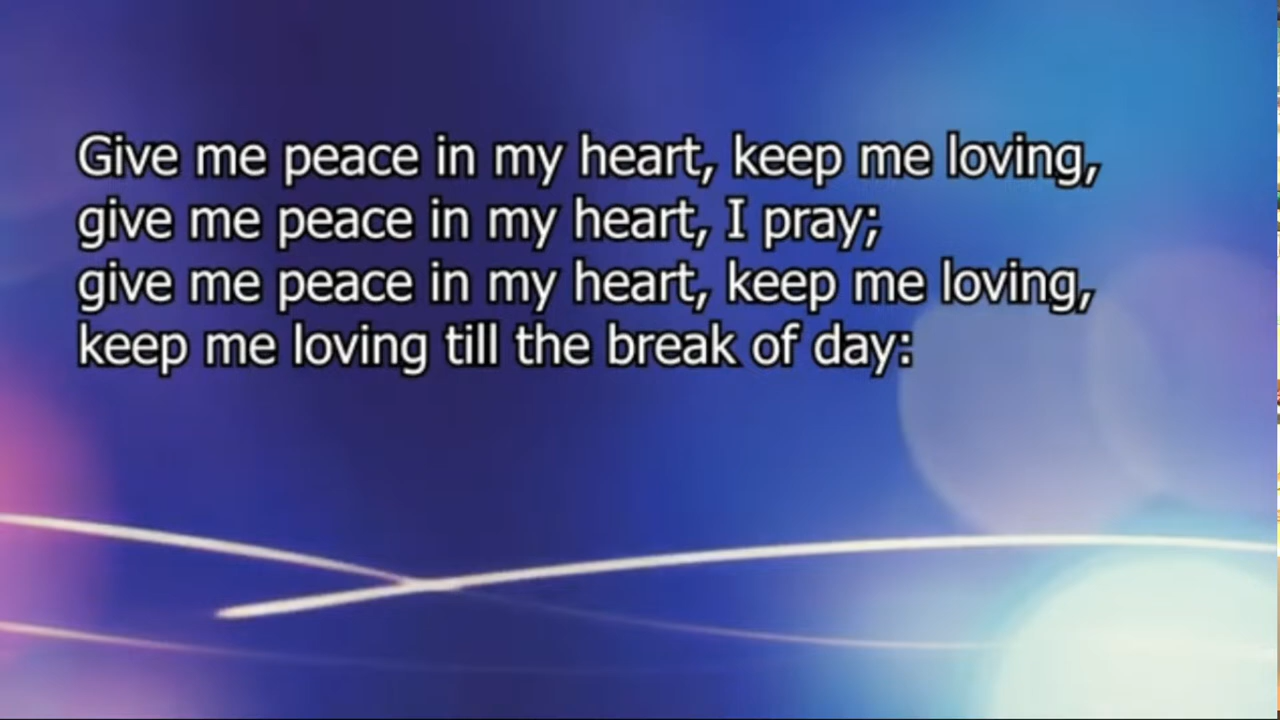 Give me peace in my heart, keep me loving,
give me peace in my heart, I pray;
give me peace in my heart, keep me loving,
keep me loving till the break of day: